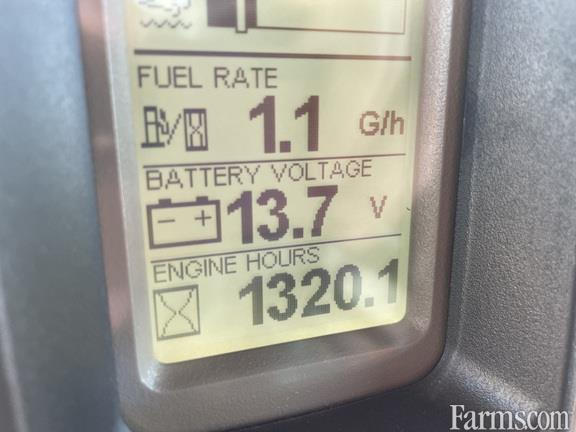 FUEL RATE
1.1 G/h
BATTERY VOLTAGE
- + 13.7 V
ENGINE HOURS
1320.1
Farms.com